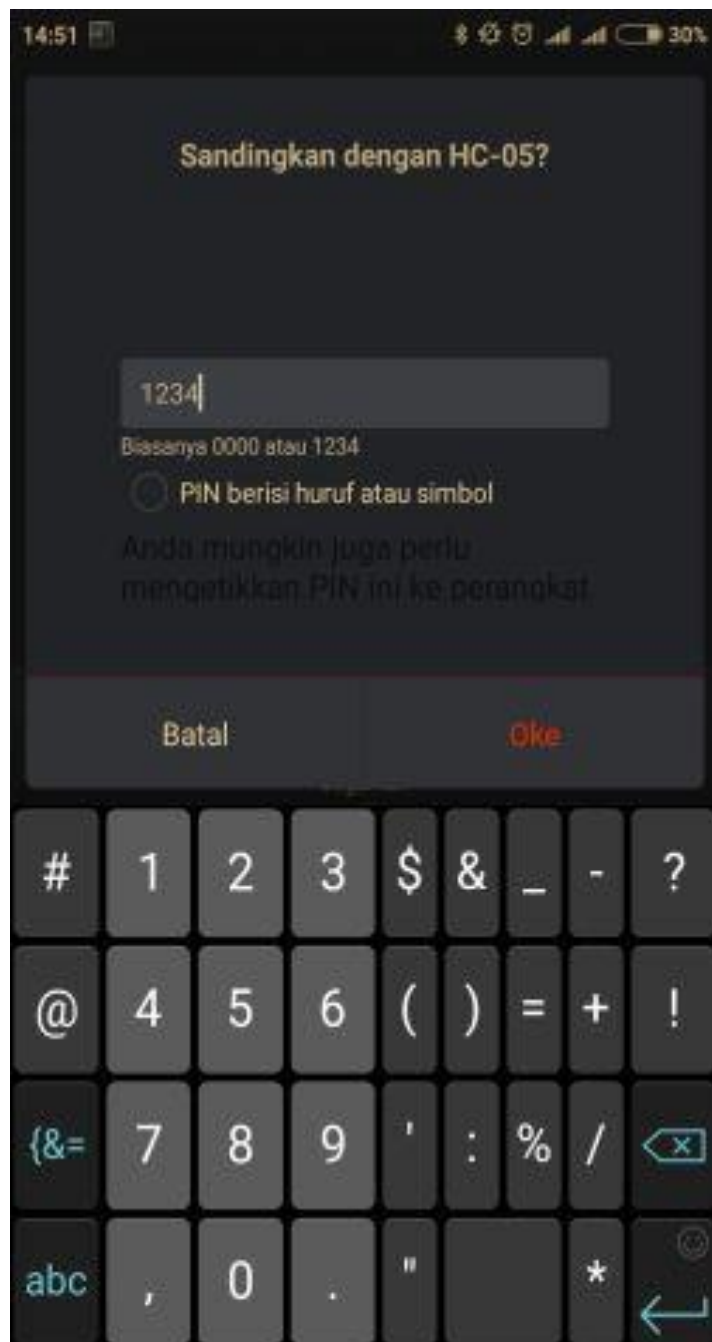 14:51 30%
Sandingkan dengan HC-05?
1234
Biasanya 0000 atau 1234
PIN berisi huruf atau simbol
Anda mungkin juga perlu
mengetikkan PIN ini ke perangkat.
Batal Oke
# 1 2 3 $ & _ - ?
@ 4 5 6 ( ) = + !
{&= 7 8 9 ' : % /
abc , 0 . " *